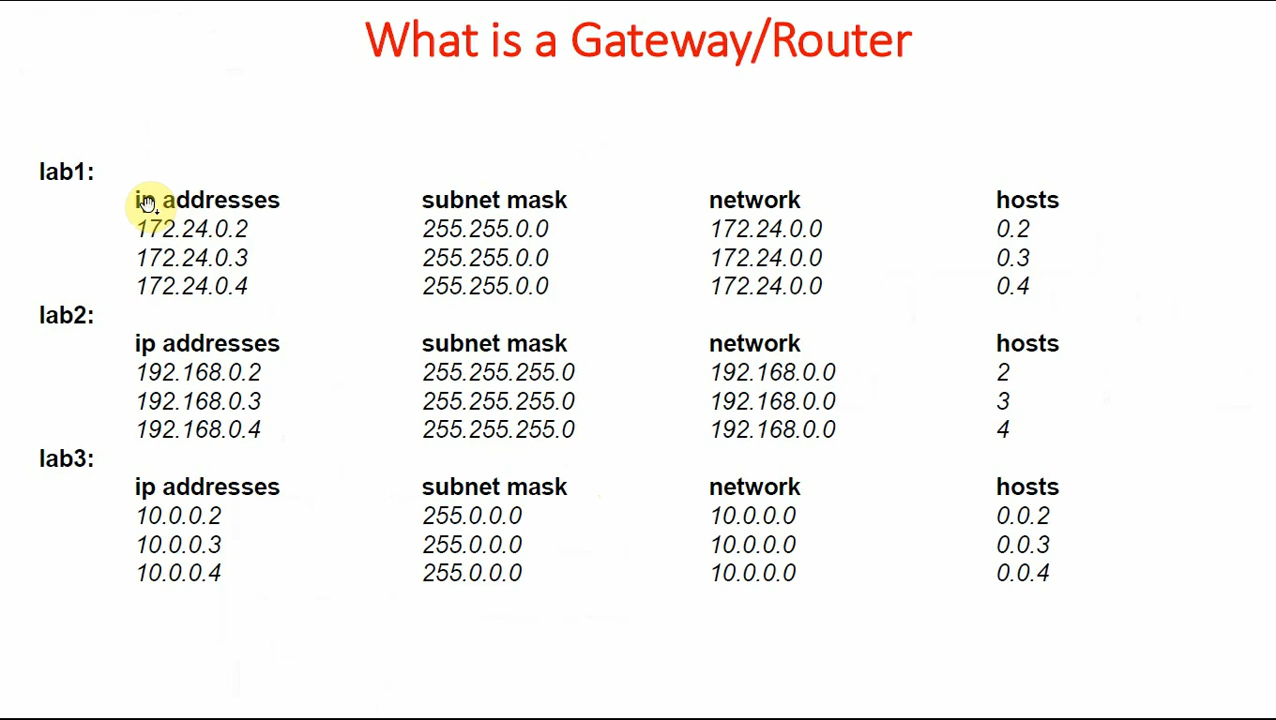 What is a Gateway/Router
lab1:
ip addresses subnet mask network hosts
172.24.0.2 255.255.0.0 172.24.0.0 0.2
172.24.0.3 255.255.0.0 172.24.0.0 0.3
172.24.0.4 255.255.0.0 172.24.0.0 0.4
lab2:
ip addresses subnet mask network hosts
192.168.0.2 255.255.255.0 192.168.0.0 2
192.168.0.3 255.255.255.0 192.168.0.0 3
192.168.0.4 255.255.255.0 192.168.0.0 4
lab3:
ip addresses subnet mask network hosts
10.0.0.2 255.0.0.0 10.0.0.0 0.0.2
10.0.0.3 255.0.0.0 10.0.0.0 0.0.3
10.0.0.4 255.0.0.0 10.0.0.0 0.0.4